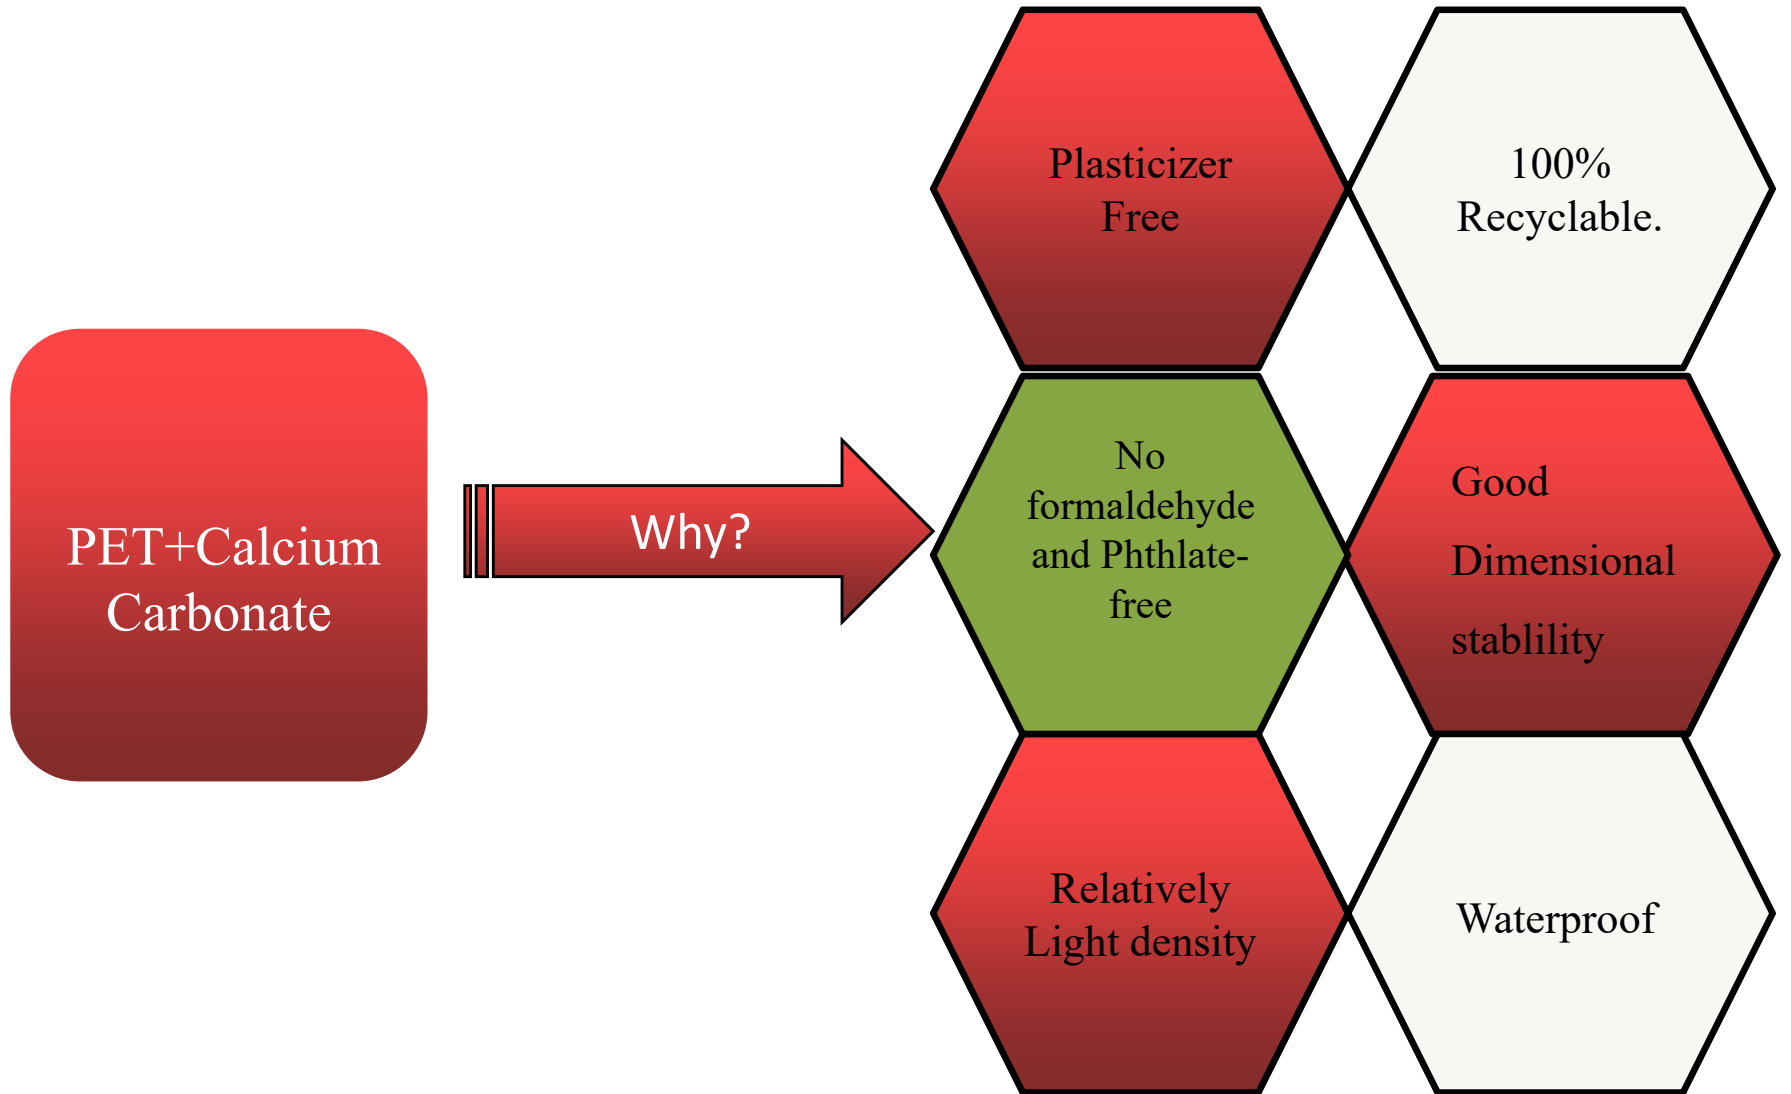 PET+Calcium
Carbonate
Why?
Plasticizer
Free
100%
Recyclable.
No
formaldehyde
and Phthlate-
free
Good
Dimensional
stablility
Relatively
Light density
Waterproof